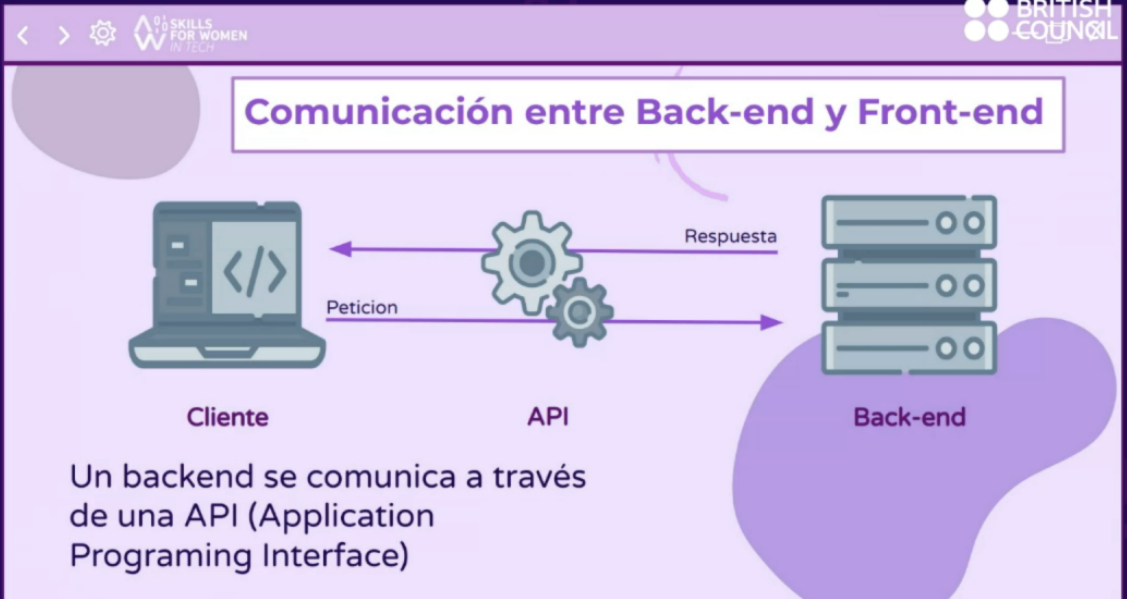 SKILLS
FOR WOMEN
IN TECH
BRITISH
COUNCIL
Comunicación entre Back-end y Front-end
Respuesta
</>
Peticion
Cliente
API
Back-end
Un backend se comunica a través
de una API (Application
Programing Interface)